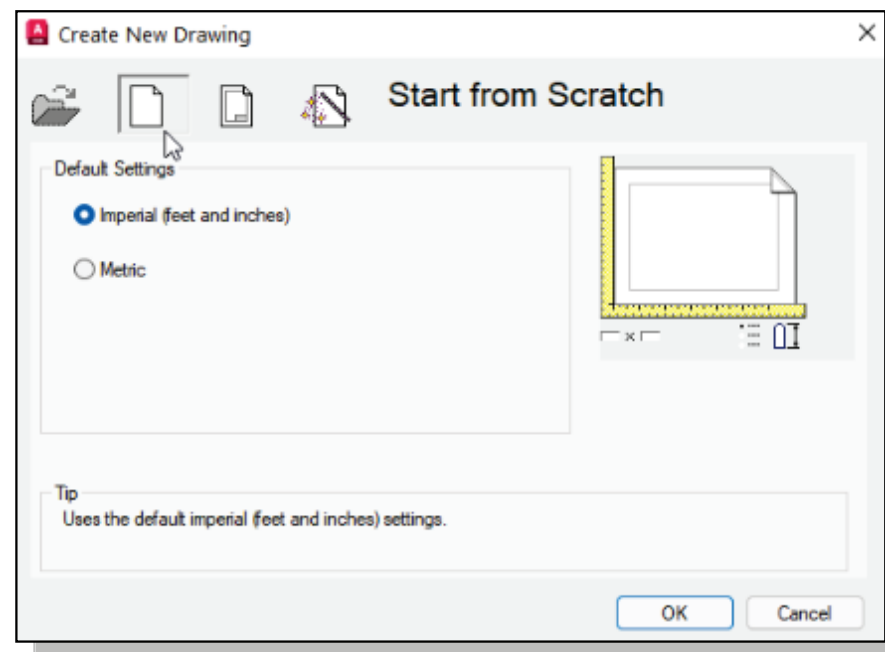 Create New Drawing
Start from Scratch
Default Settings
Imperial (feet and inches)
Metric
Tip
Uses the default imperial (feet and inches) settings.
OK
Cancel